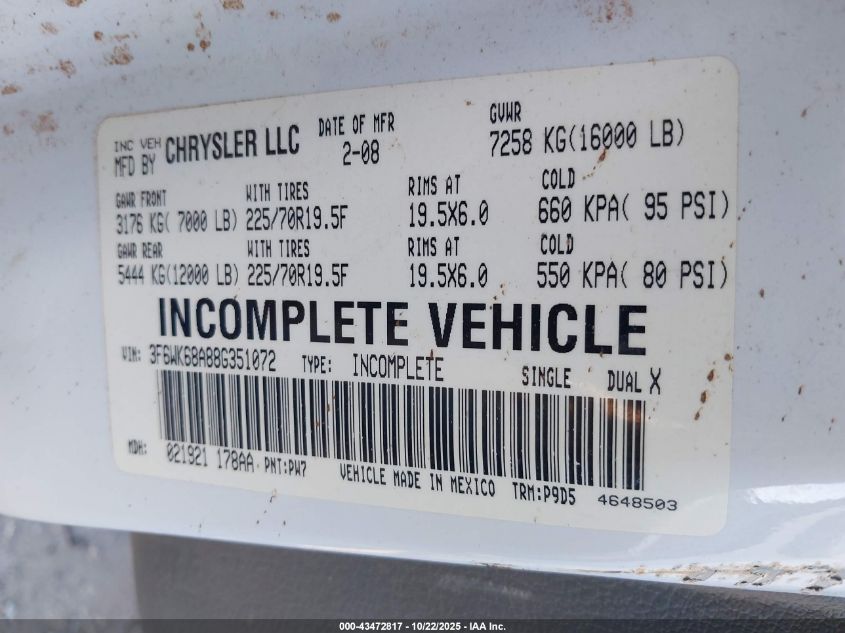 INC VEH MFD BY CHRYSLER LLC DATE OF MFR 2-08 GVWR 7258 KG(16000 LB)
GAWR FRONT WITH TIRES RIMS AT COLD
3176 KG( 7000 LB) 225/70R19.5F 19.5X6.0 660 KPA( 95 PSI)
GAWR REAR WITH TIRES RIMS AT COLD
5444 KG(12000 LB) 225/70R19.5F 19.5X6.0 550 KPA( 80 PSI)
INCOMPLETE VEHICLE
VIN: 3F6WK68A88G351072 TYPE: INCOMPLETE SINGLE DUAL X
MDH: 021921 178AA PNT:PW7 VEHICLE MADE IN MEXICO TRM:P9D5 4648503
000-43472817 - 10/22/2025 - IAA Inc.